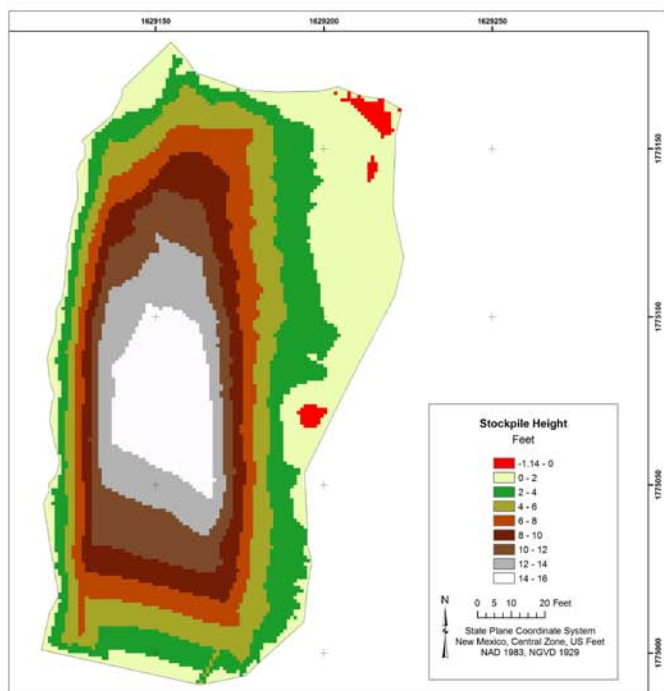 1629150
1629200
1629250
1775150
1775100
1775050
1775000
Stockpile Height
Feet
-1.14 - 0
0 - 2
2 - 4
4 - 6
6 - 8
8 - 10
10 - 12
12 - 14
14 - 16
N
0 5 10 20 Feet
State Plane Coordinate System
New Mexico, Central Zone, US Feet
NAD 1983, NGVD 1929